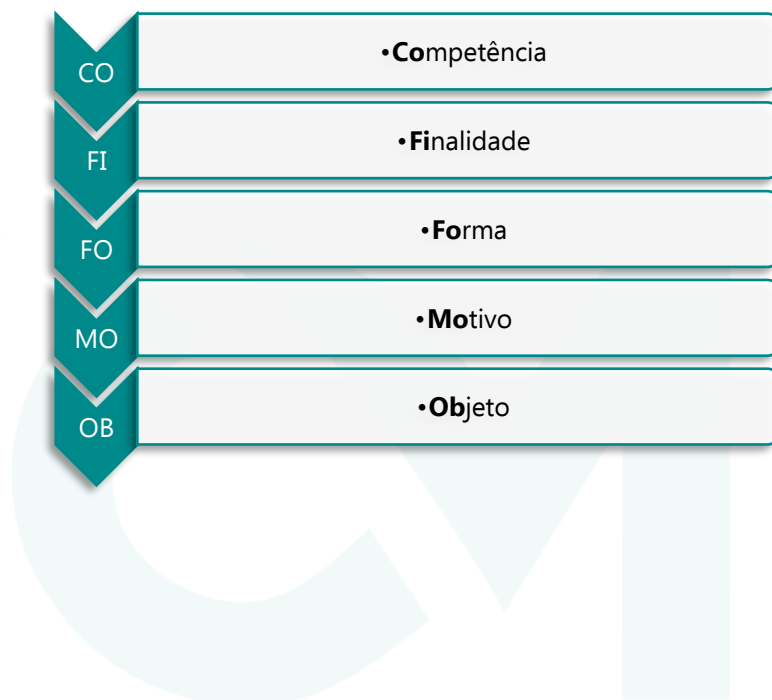 CO
•Competência
FI
•Finalidade
FO
•Forma
MO
•Motivo
OB
•Objeto